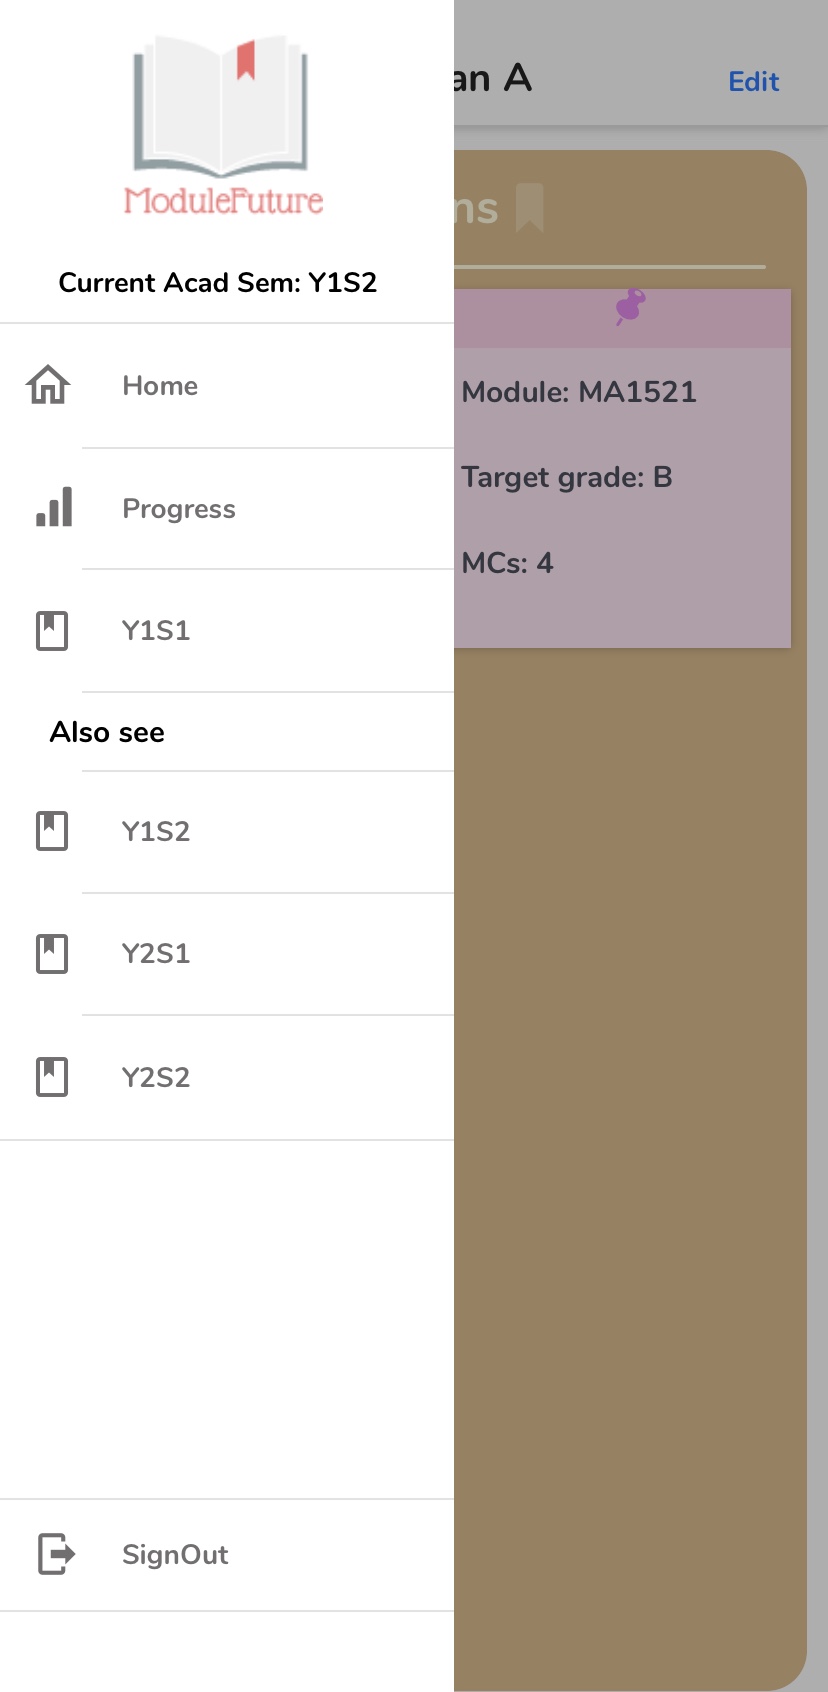 ModuleFuture
Current Acad Sem: Y1S2
Home
Progress
Y1S1
Also see
Y1S2
Y2S1
Y2S2
SignOut
an A
Edit
ns
Module: MA1521
Target grade: B
MCs: 4